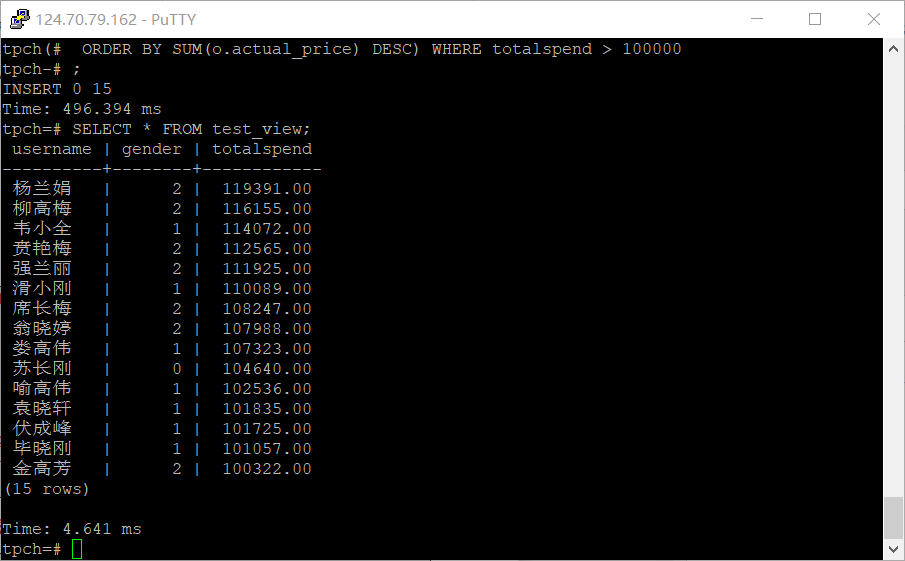 124.70.79.162 - PuTTY
tpch(#  ORDER BY SUM(o.actual_price) DESC) WHERE totalspend > 100000
tpch-# ;
INSERT 0 15
Time: 496.394 ms
tpch=# SELECT * FROM test_view;
 username | gender | totalspend
----------+--------+------------
 杨兰娟   |      2 |  119391.00
 柳高梅   |      2 |  116155.00
 韦小全   |      1 |  114072.00
 贲艳梅   |      2 |  112565.00
 强兰丽   |      2 |  111925.00
 滑小刚   |      1 |  110089.00
 席长梅   |      2 |  108247.00
 翁晓婷   |      2 |  107988.00
 娄高伟   |      1 |  107323.00
 苏长刚   |      0 |  104640.00
 喻高伟   |      1 |  102536.00
 袁晓轩   |      1 |  101835.00
 伏成峰   |      1 |  101725.00
 毕晓刚   |      1 |  101057.00
 金高芳   |      2 |  100322.00
(15 rows)
Time: 4.641 ms
tpch=#